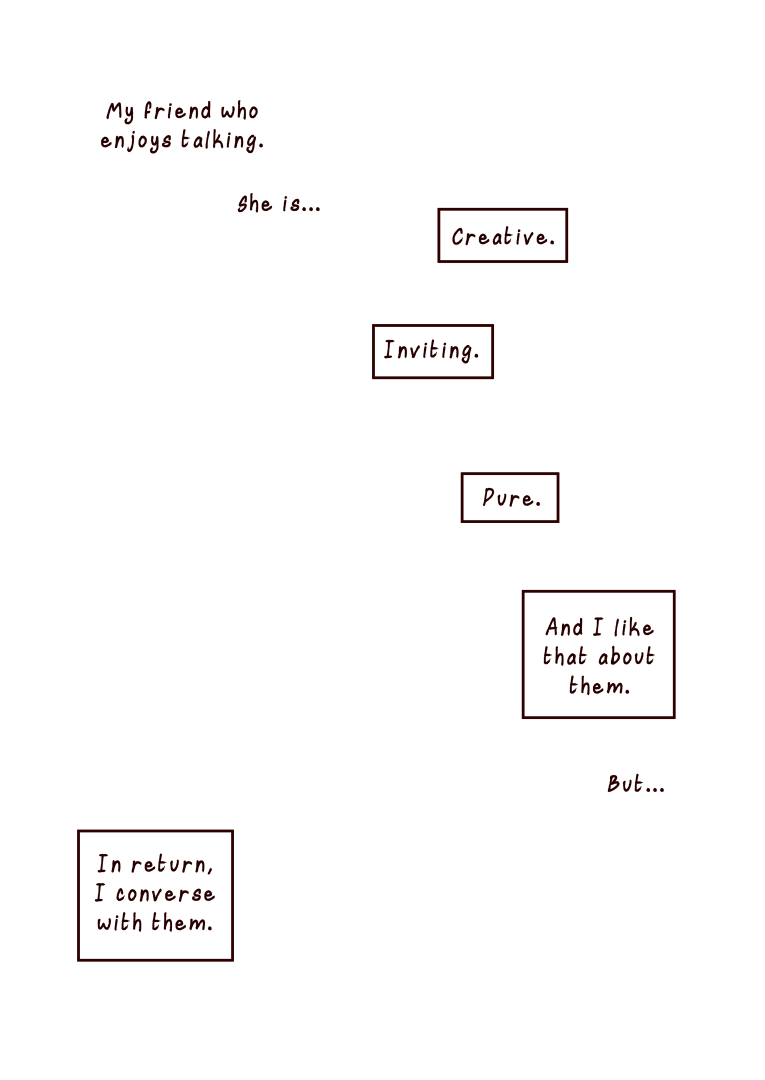 My friend who
enjoys talking.
She is...
Creative.
Inviting.
Pure.
And I like
that about
them.
But...
In return,
I converse
with them.